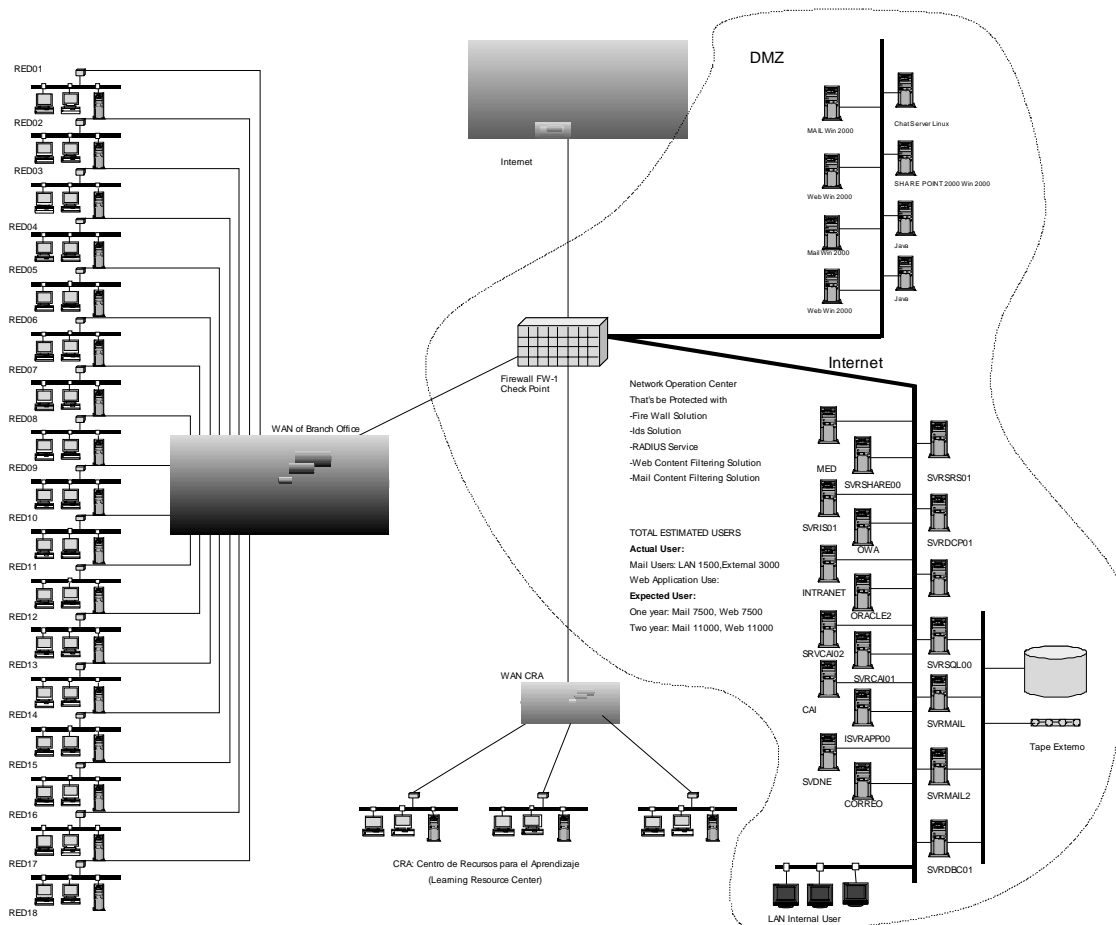 RED01
RED02
RED03
RED04
RED05
RED06
RED07
RED08
RED09
RED10
RED11
RED12
RED13
RED14
RED15
RED16
RED17
RED18
WAN of Branch Office
Internet
Firewall FW-1
Check Point
DMZ
MAIL Win 2000
Chat Server Linux
Web Win 2000
SHARE POINT 2000 Win 2000
Mail Win 2000
Java
Web Win 2000
Java
Internet
Network Operation Center
That's be Protected with
-Fire Wall Solution
-Ids Solution
-RADIUS Service
-Web Content Filtering Solution
-Mail Content Filtering Solution
TOTAL ESTIMATED USERS
Actual User:
Mail Users: LAN 1500,External 3000
Web Application Use:
Expected User:
One year: Mail 7500, Web 7500
Two year: Mail 11000, Web 11000
MED
SVRSHARE00
SVRSRS01
SVRIS01
OWA
SVRDCP01
INTRANET
ORACLE2
SRVCAI02
SVRCAI01
SVRSQL00
CAI
ISVRAPP00
SVRMAIL
SVDNE
CORREO
SVRMAIL2
SVRDBC01
Tape Externo
LAN Internal User
WAN CRA
CRA: Centro de Recursos para el Aprendizaje
(Learning Resource Center)